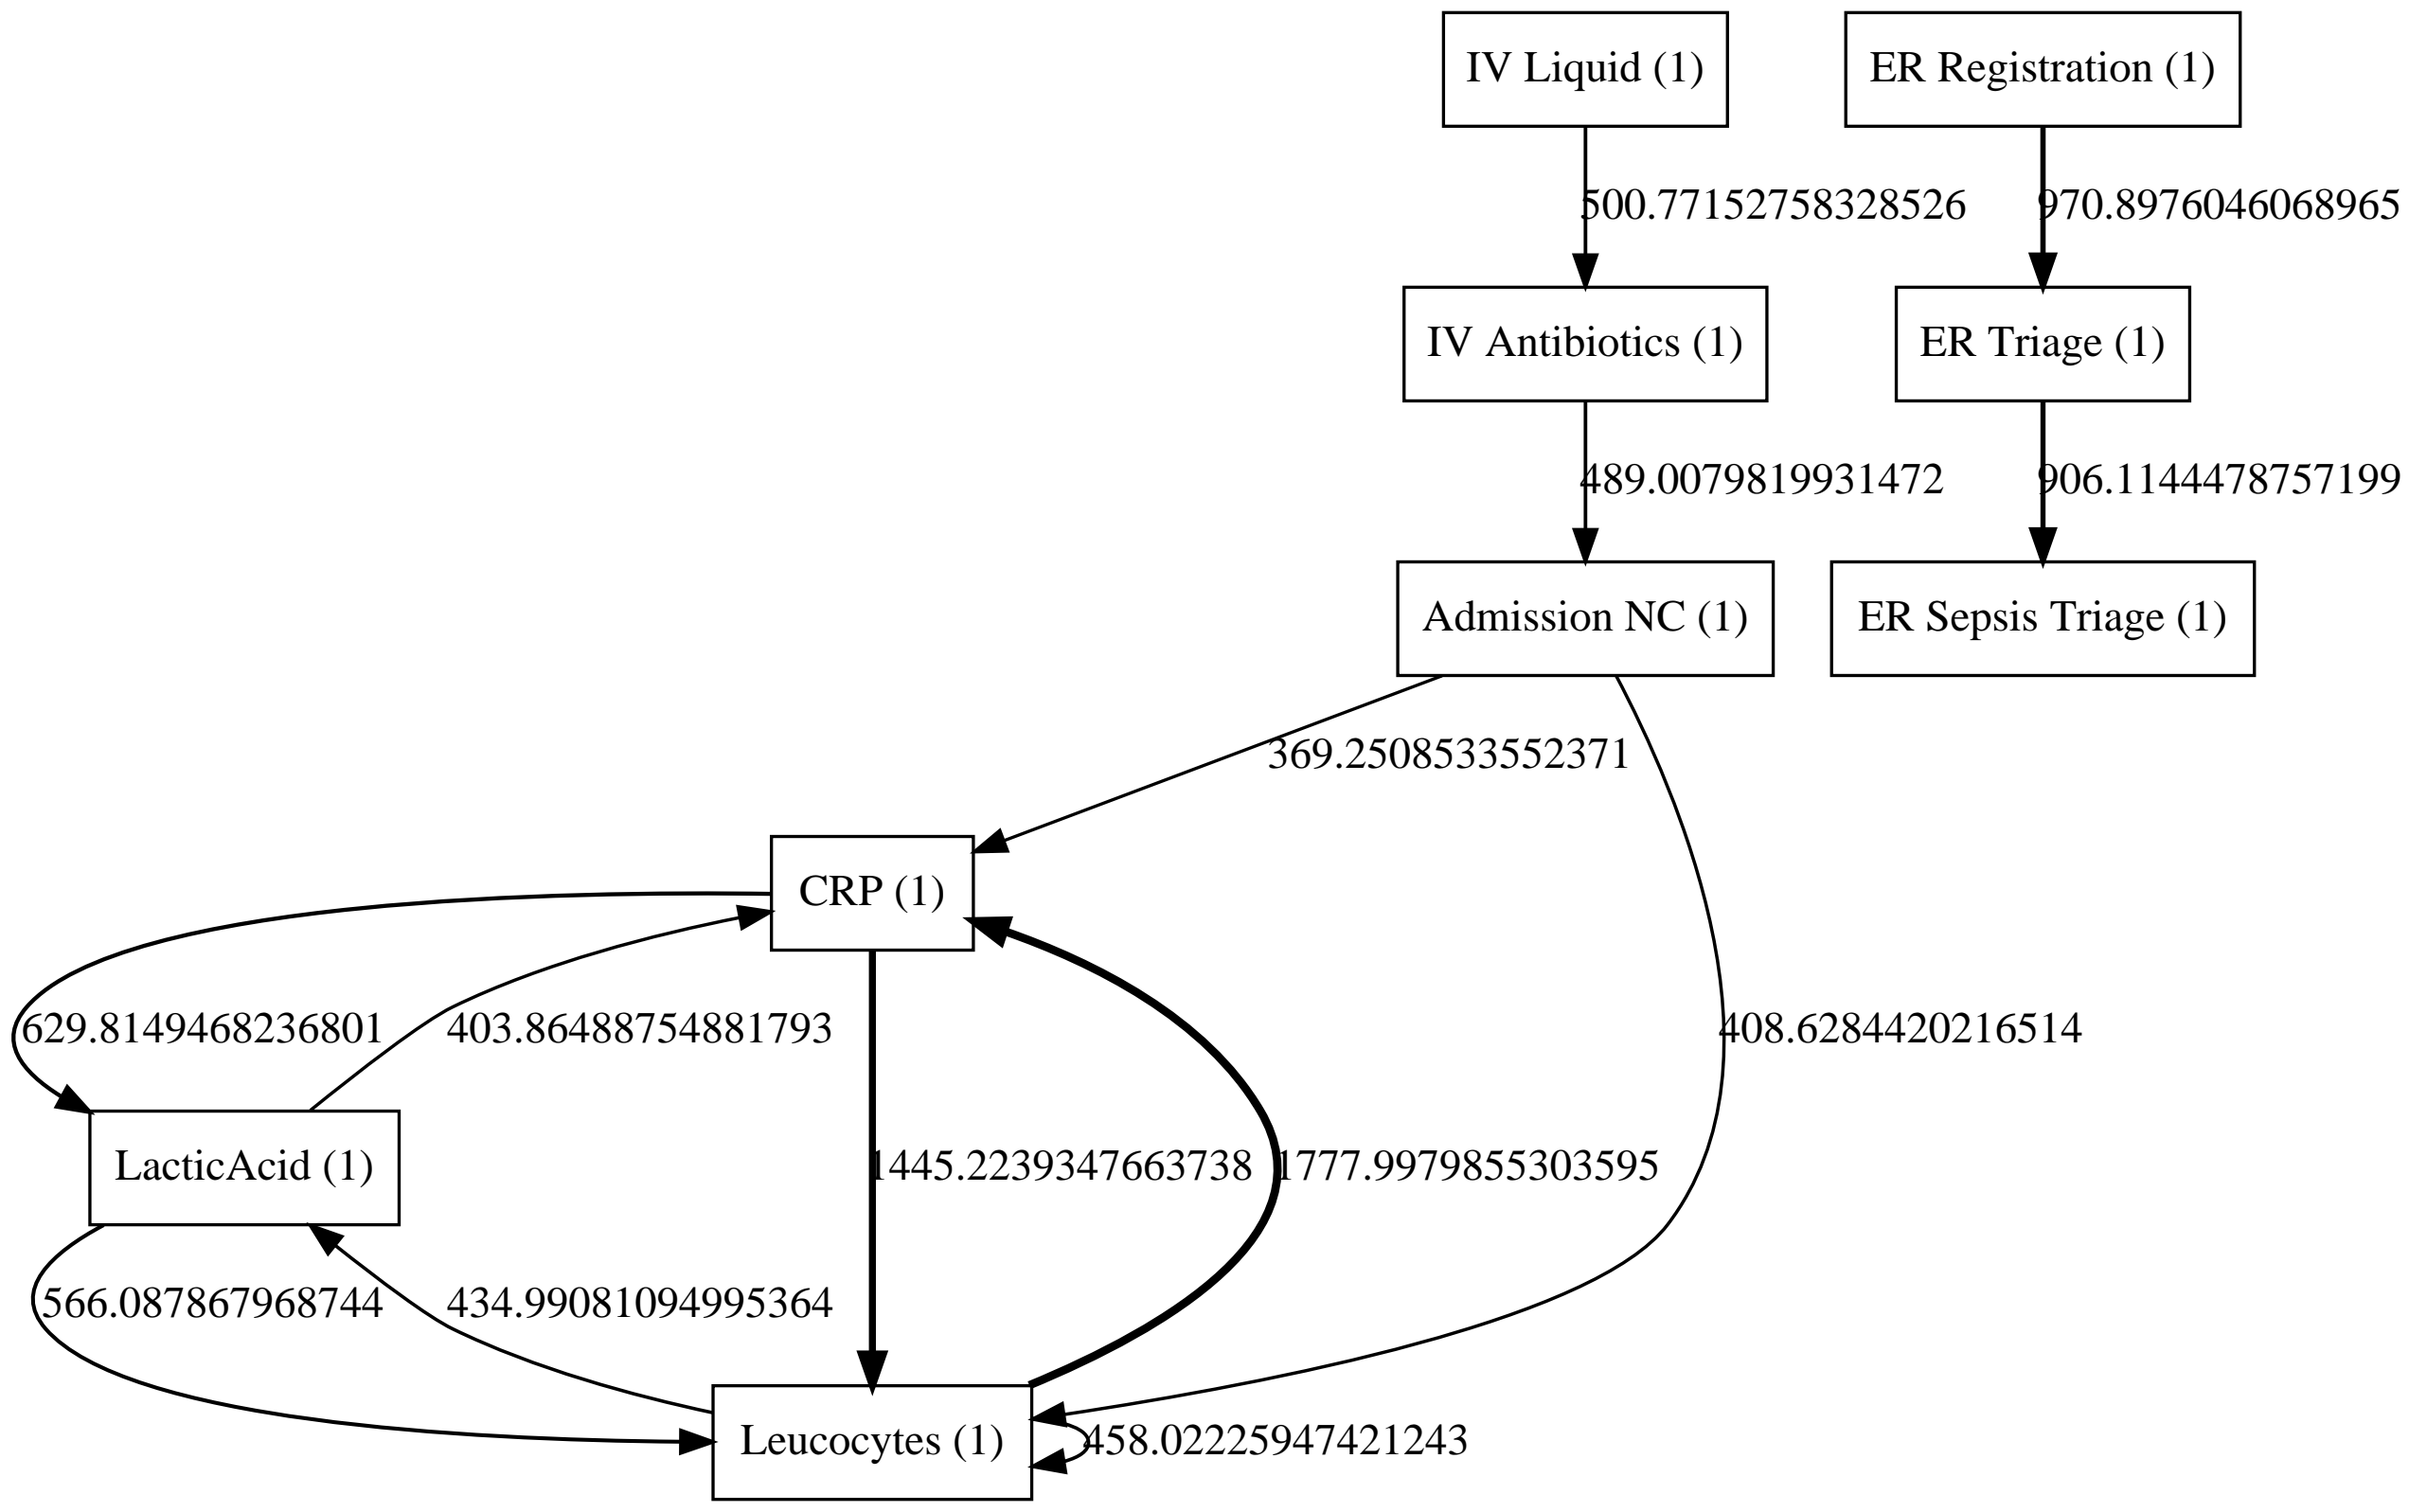 IV Liquid (1)
ER Registration (1)
500.77152758328526
970.8976046068965
IV Antibiotics (1)
ER Triage (1)
489.0079819931472
906.1144478757199
Admission NC (1)
ER Sepsis Triage (1)
369.2508533552371
CRP (1)
629.8149468236801
403.86488754881793
408.6284420216514
LacticAcid (1)
1445.2239347663738
1777.9979855303595
566.087867968744
434.99081094995364
Leucocytes (1)
458.02225947421243